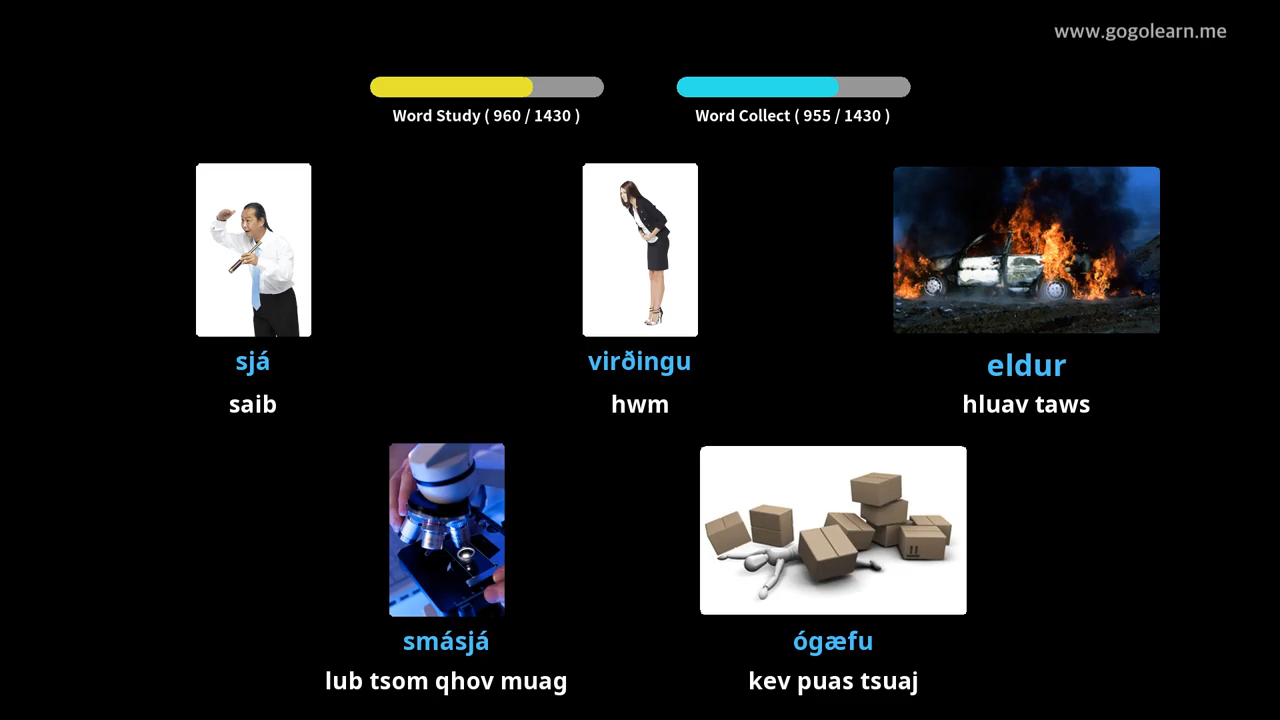 www.gogolearn.me
Word Study ( 960 / 1430 )
Word Collect ( 955 / 1430 )
sjá
saib
virðingu
hwm
eldur
hluav taws
smásjá
lub tsom qhov muag
ógæfu
kev puas tsuaj